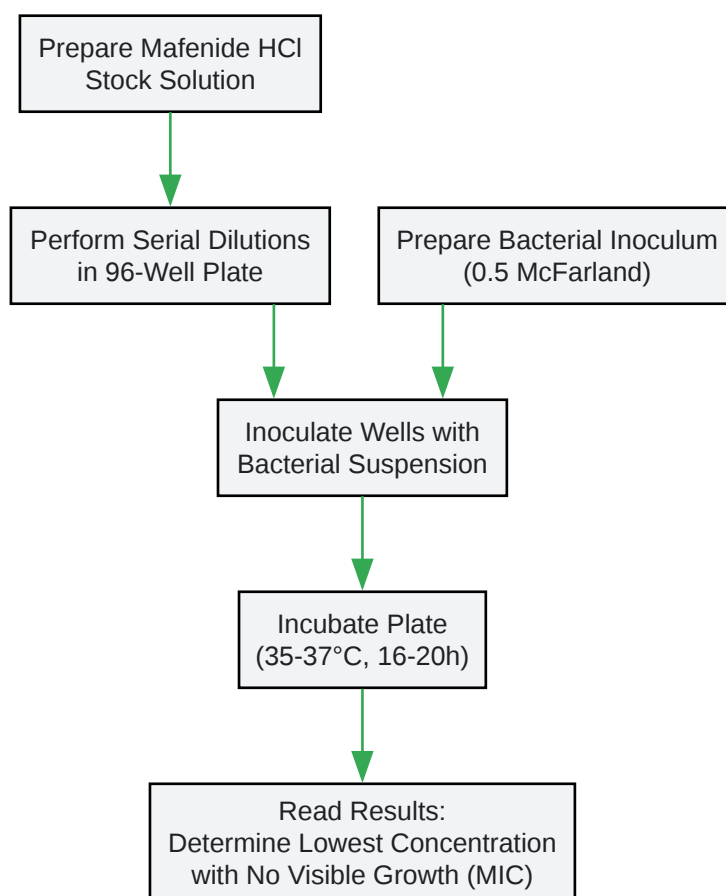 Prepare Mafenide HCl
Stock Solution
Perform Serial Dilutions
in 96-Well Plate
Prepare Bacterial Inoculum
(0.5 McFarland)
Inoculate Wells with
Bacterial Suspension
Incubate Plate
(35-37°C, 16-20h)
Read Results:
Determine Lowest Concentration
with No Visible Growth (MIC)